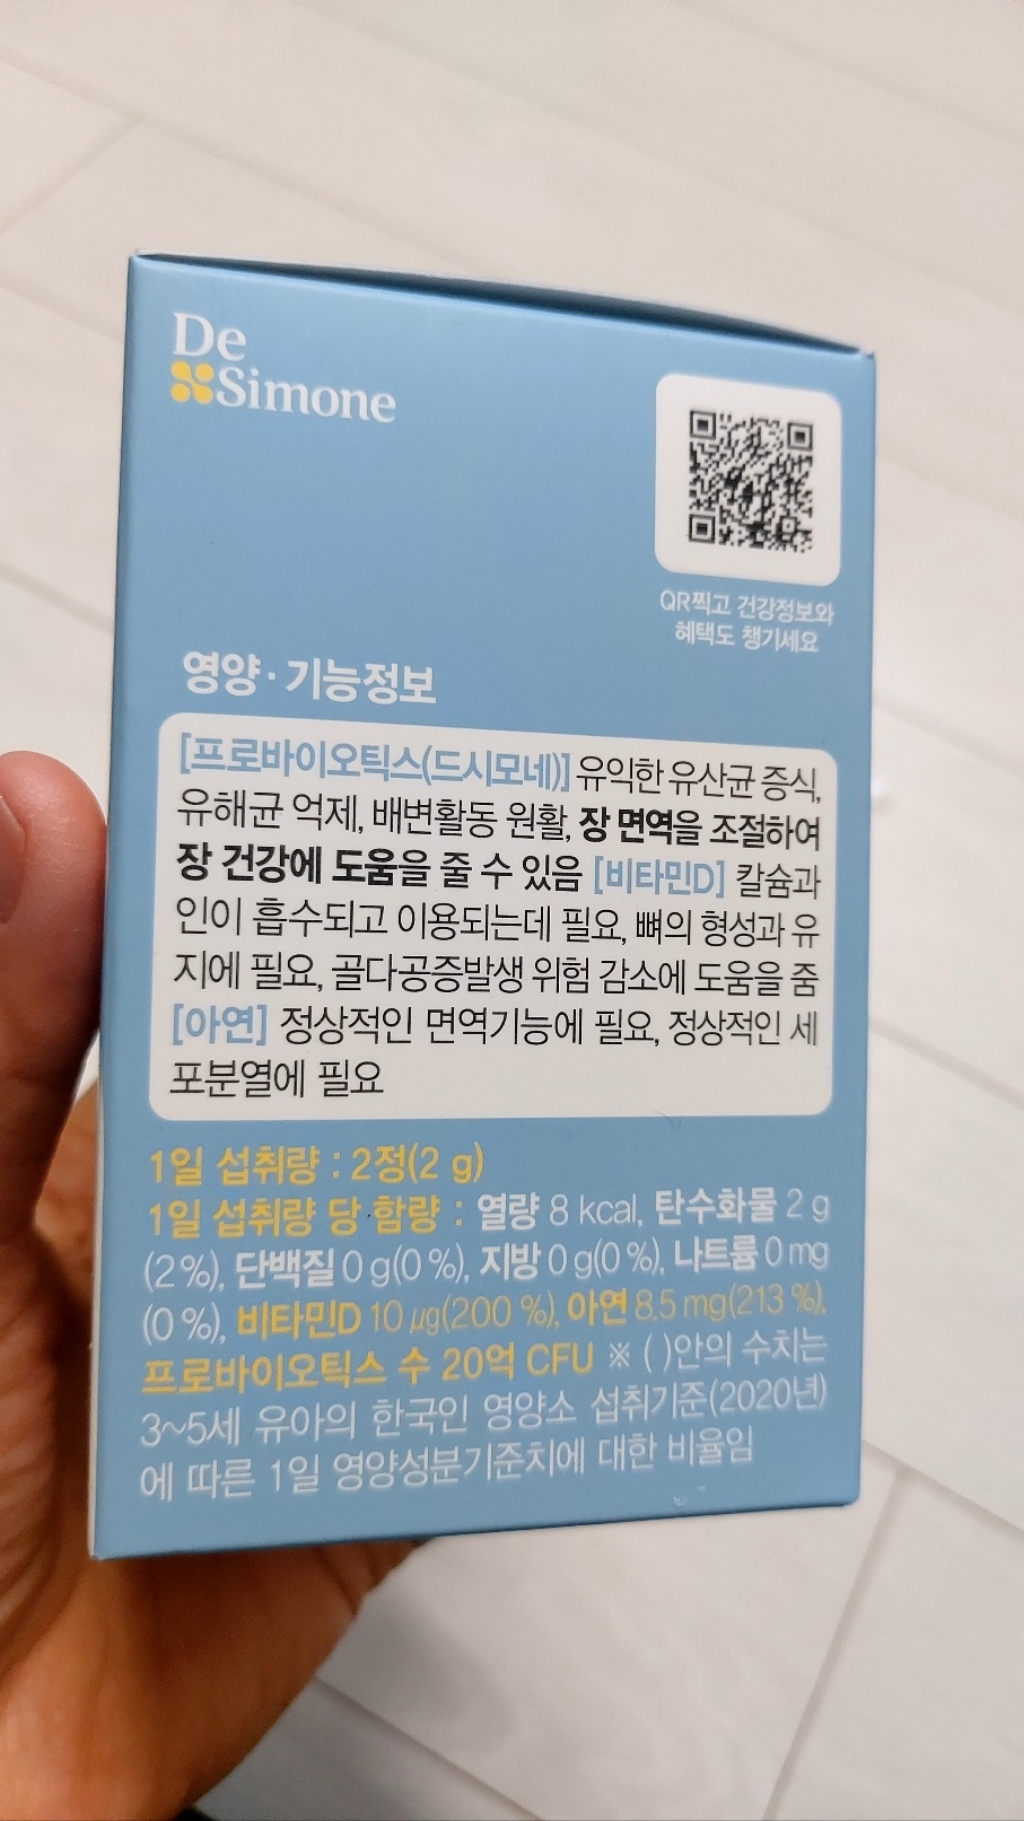 De
Simone
QR찍고 건강정보와
혜택도 챙기세요
영양·기능정보
[프로바이오틱스(드시모네)] 유익한 유산균 증식,
유해균 억제, 배변활동 원활, 장 면역을 조절하여
장 건강에 도움을 줄 수 있음 [비타민D] 칼슘과
인이 흡수되고 이용되는데 필요, 뼈의 형성과 유
지에 필요, 골다공증발생 위험 감소에 도움을 줌
[아연] 정상적인 면역기능에 필요, 정상적인 세
포분열에 필요
1일 섭취량 : 2정(2 g)
1일 섭취량 당 함량 : 열량 8 kcal, 탄수화물 2 g
(2%), 단백질 0 g(0 %), 지방 0 g(0 %), 나트륨 0 mg
(0 %), 비타민D 10 μg(200 %), 아연 8.5 mg(213 %),
프로바이오틱스 수 20억 CFU ※ ( )안의 수치는
3~5세 유아의 한국인 영양소 섭취기준(2020년)
에 따른 1일 영양성분기준치에 대한 비율임